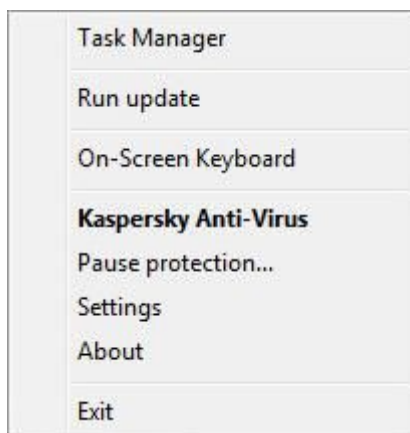 Task Manager
Run update
On-Screen Keyboard
Kaspersky Anti-Virus
Pause protection...
Settings
About
Exit